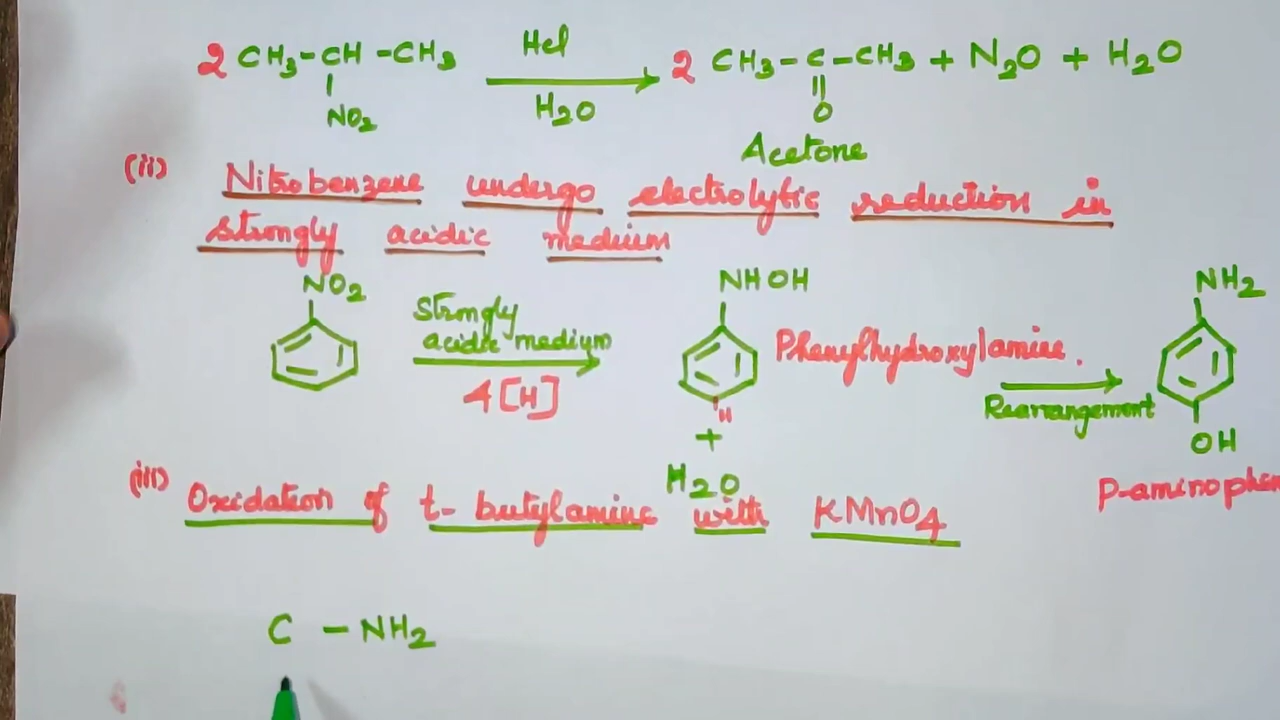 2 CH3-CH-CH3 HCl 2 CH3-C-CH3 + N2O + H2O
NO2 H2O O
Acetone
(ii) Nitrobenzene undergo electrolytic reduction in
strongly acidic medium
NO2 NHOH NH2
Strongly
acidic medium Phenylhydroxylamine.
4[H] H Rearrangement
+ OH
H2O
p-aminophen
(iii) Oxidation of t-butylamine with KMnO4
C - NH2